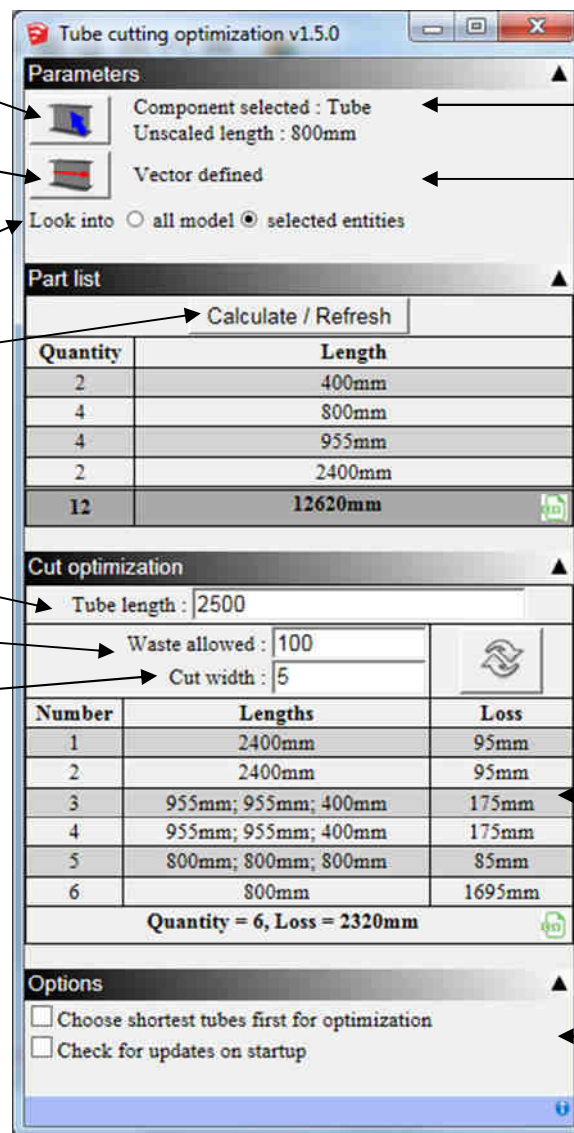 Tube cutting optimization v1.5.0
Parameters
Component selected : Tube
Unscaled length : 800mm
Vector defined
Look into all model selected entities
Part list
Calculate / Refresh
Quantity Length
2 400mm
4 800mm
4 955mm
2 2400mm
12 12620mm
Cut optimization
Tube length : 2500
Waste allowed : 100
Cut width : 5
Number Lengths Loss
1 2400mm 95mm
2 2400mm 95mm
3 955mm; 955mm; 400mm 175mm
4 955mm; 955mm; 400mm 175mm
5 800mm; 800mm; 800mm 85mm
6 800mm 1695mm
Quantity = 6, Loss = 2320mm
Options
Choose shortest tubes first for optimization
Check for updates on startup